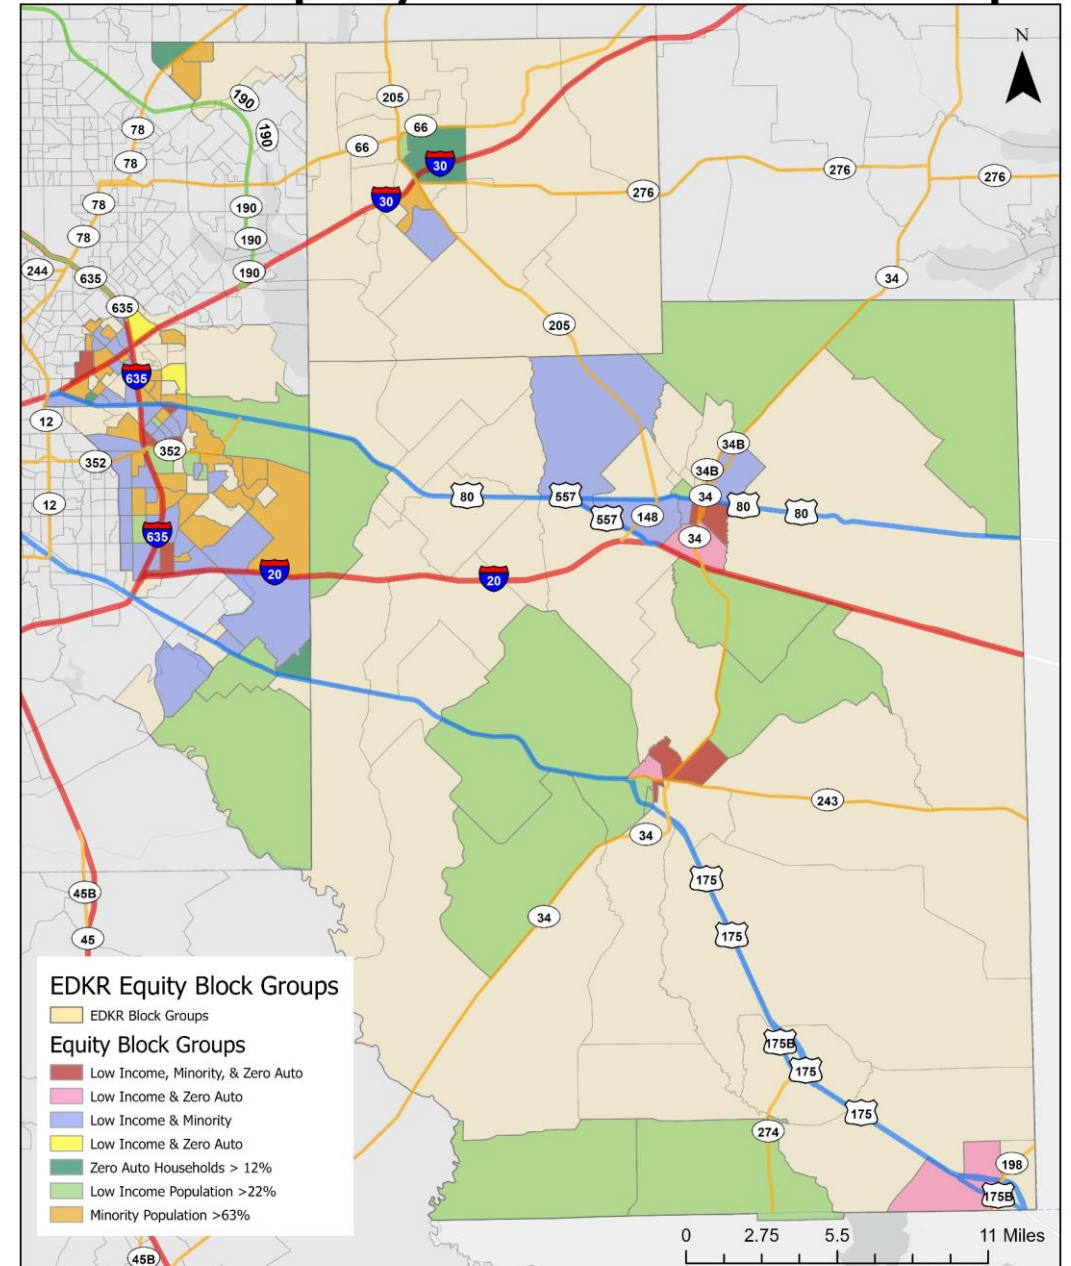 N
205
190
190
66
78
66
78
30
276
276
276
30
78
190
78
190
244
635
190
34
635
205
635
12
34B
352
352
34B
80
557
34
80
80
12
557
148
635
34
20
20
243
34
175
45B
34
175
45
EDKR Equity Block Groups
EDKR Block Groups
Equity Block Groups
Low Income, Minority, & Zero Auto
Low Income & Zero Auto
Low Income & Minority
Low Income & Zero Auto
Zero Auto Households > 12%
Low Income Population >22%
Minority Population >63%
175B
175
175
274
198
175B
0 2.75 5.5 11 Miles
45B